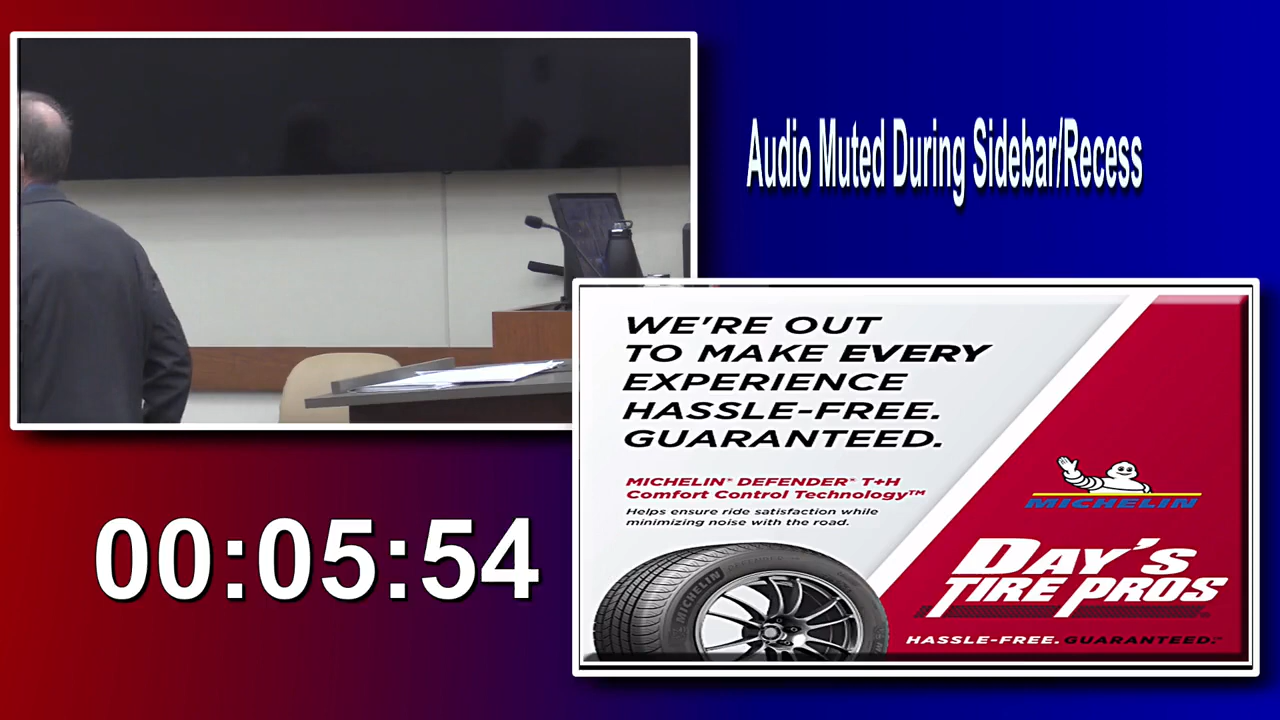 Audio Muted During Sidebar/Recess
WE'RE OUT
TO MAKE EVERY
EXPERIENCE
HASSLE-FREE.
GUARANTEED.
MICHELIN® DEFENDER® T+H
Comfort Control Technology™
Helps ensure ride satisfaction while
minimizing noise with the road.
MICHELIN
DEFENDER
MICHELIN
DAY'S
TIRE PROS
HASSLE-FREE. GUARANTEED.
00:05:54